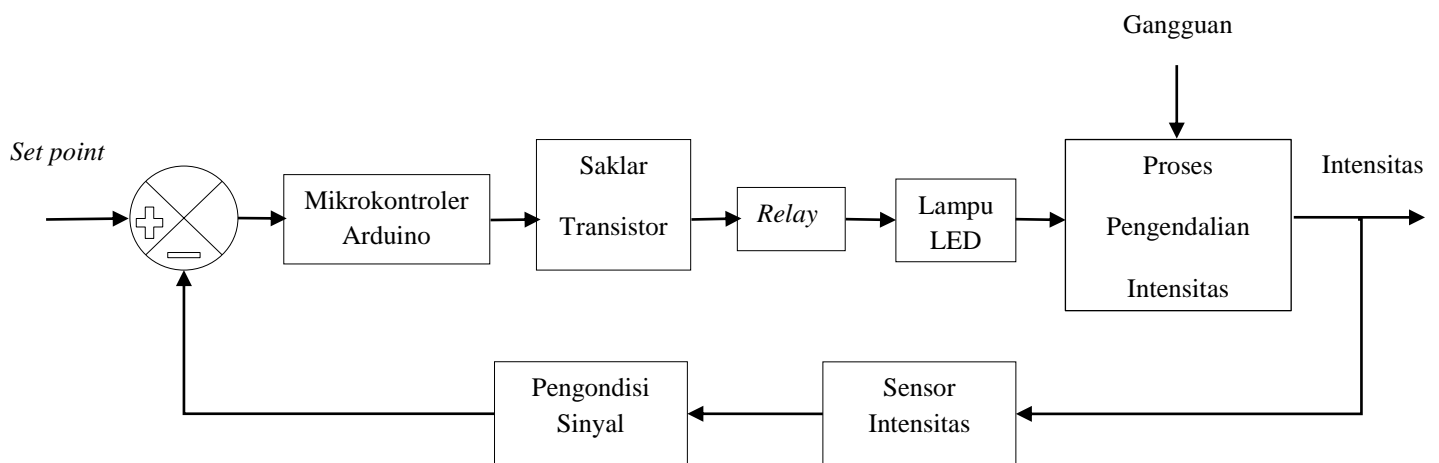 Gangguan
Set point
Mikrokontroler
Arduino
Saklar
Transistor
Relay
Lampu
LED
Proses
Pengendalian
Intensitas
Intensitas
Pengondisi
Sinyal
Sensor
Intensitas